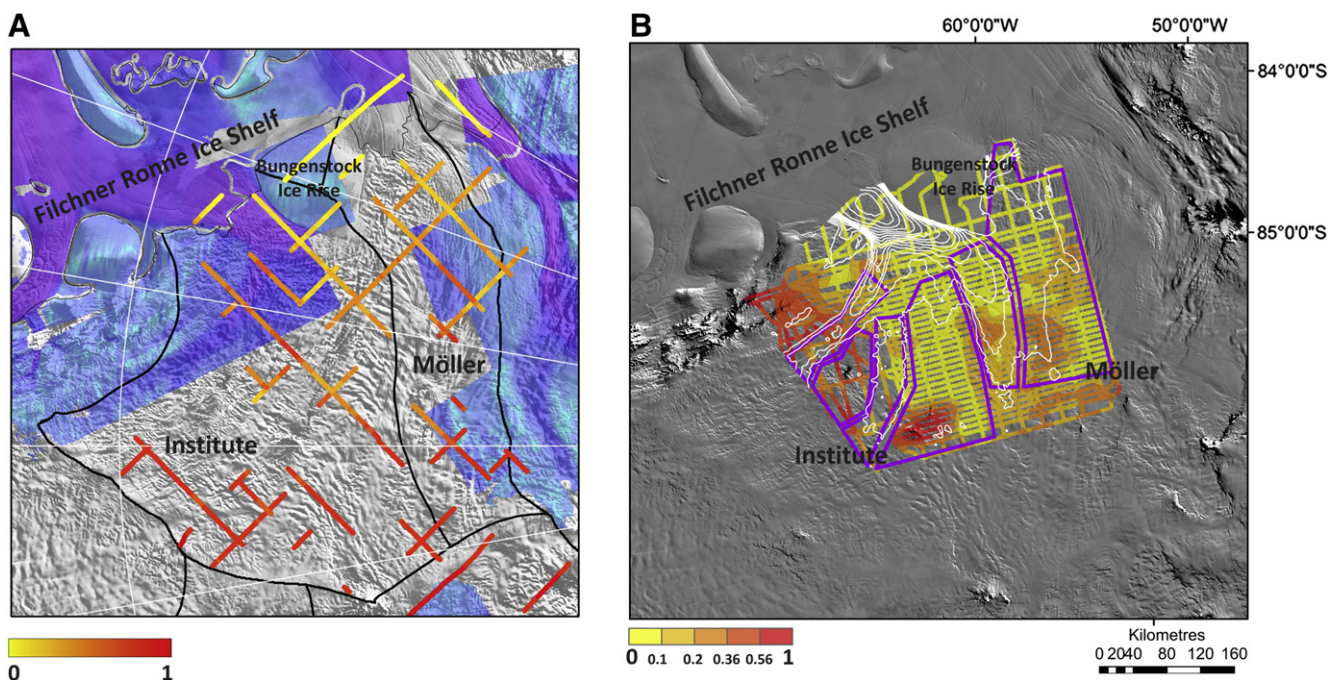 A
Filchner Ronne Ice Shelf
Bungenstock
Ice Rise
Möller
Institute
0 1
B
60°0'0"W 50°0'0"W
84°0'0"S
85°0'0"S
Filchner Ronne Ice Shelf
Bungenstock
Ice Rise
Möller
Institute
0 0.1 0.2 0.36 0.56 1
Kilometres
0 20 40 80 120 160